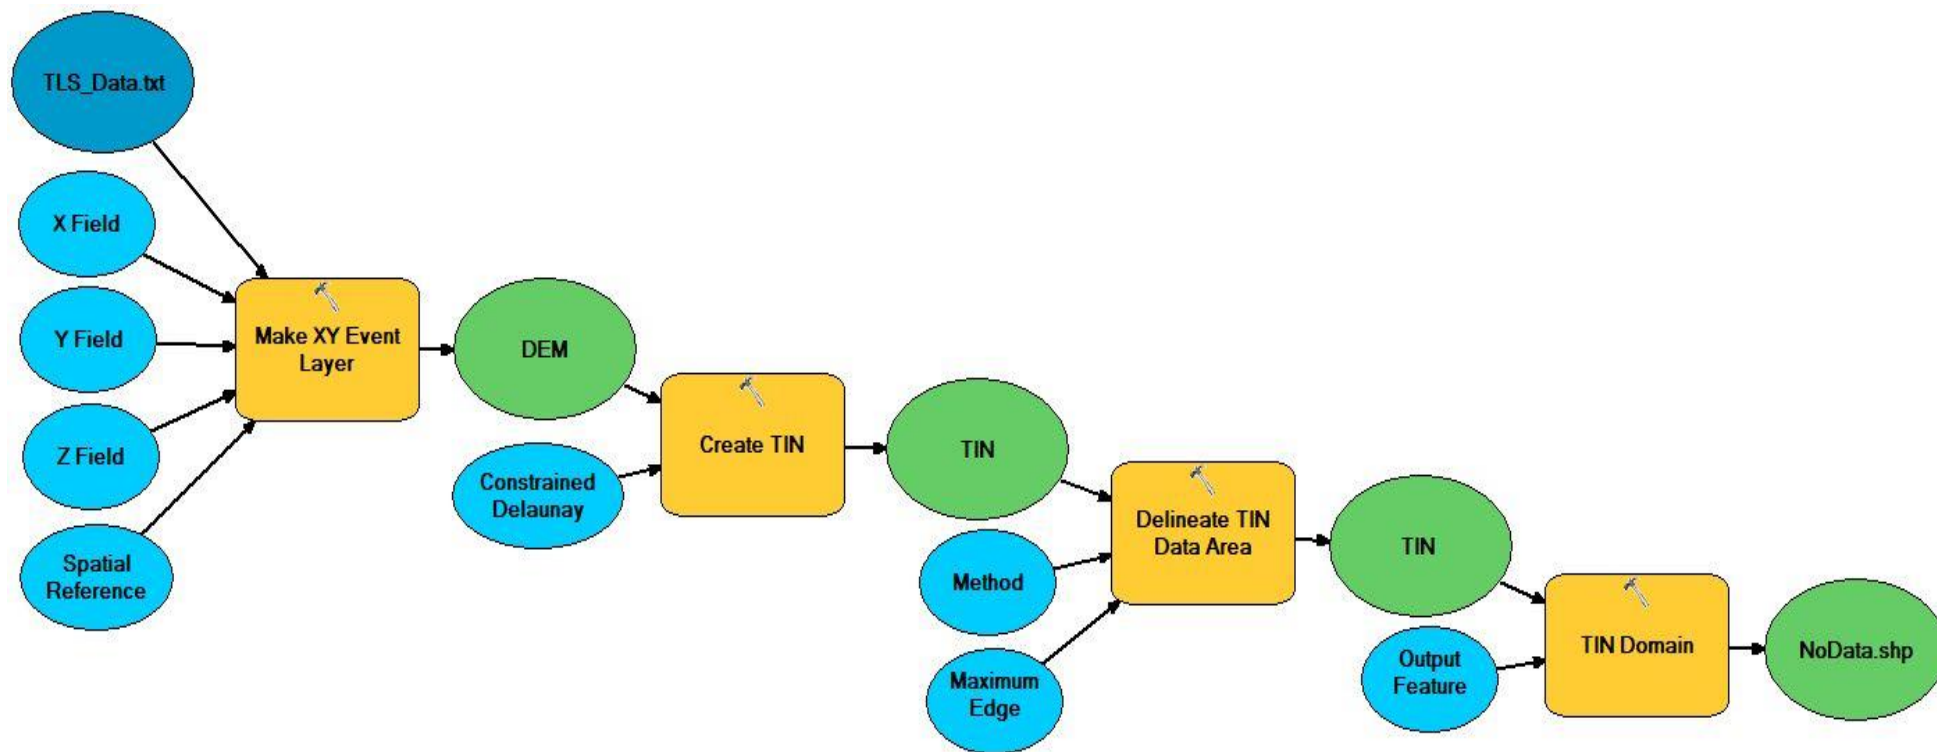 TLS_Data.txt
X Field
Y Field
Z Field
Spatial
Reference
Make XY Event
Layer
DEM
Constrained
Delaunay
Create TIN
TIN
Method
Maximum
Edge
Delineate TIN
Data Area
TIN
Output
Feature
TIN Domain
NoData.shp